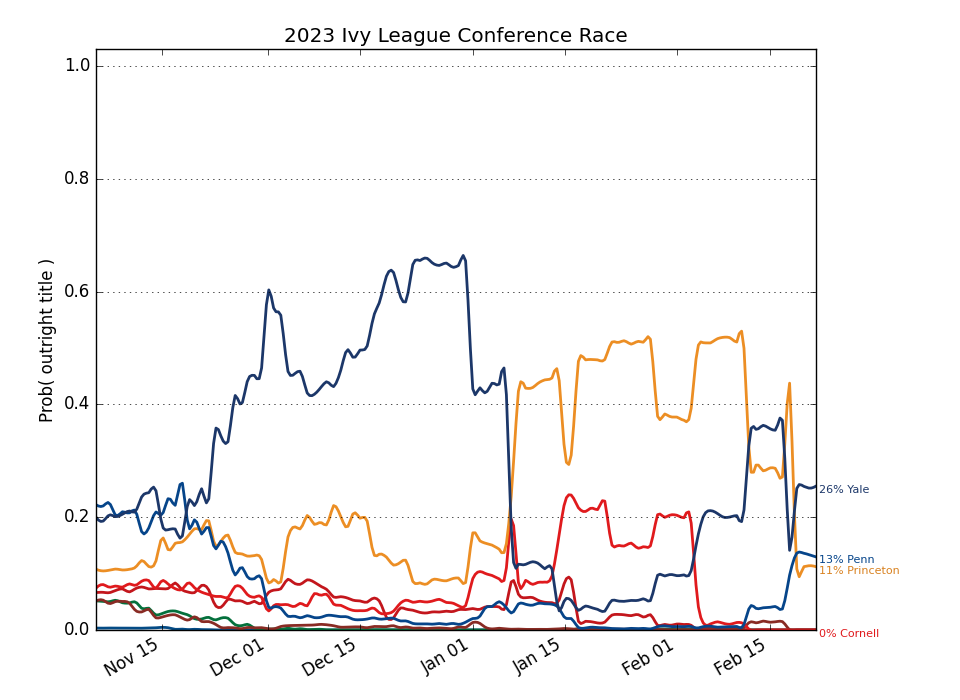 2023 Ivy League Conference Race
Prob( outright title )
1.0
0.8
0.6
0.4
0.2
0.0
26% Yale
13% Penn
11% Princeton
0% Cornell
Nov 15
Dec 01
Dec 15
Jan 01
Jan 15
Feb 01
Feb 15